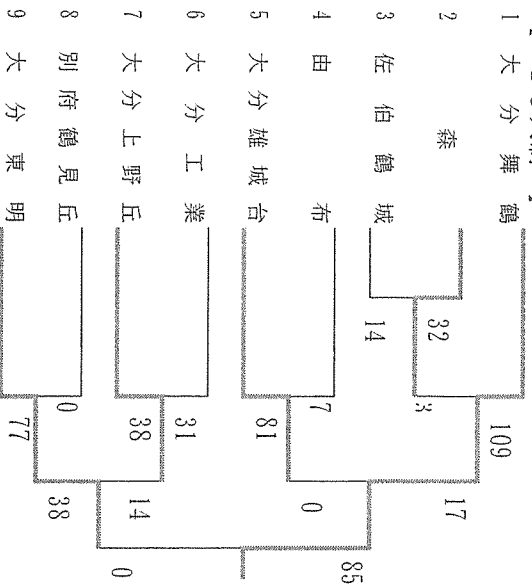 1 大分舞鶴
2 森
3 佐伯鶴城
4 由布
5 大分雄城台
6 大分工業
7 大分上野丘
8 別府鶴見丘
9 大分東明
32
14
109
3
7
81
31
38
0
77
17
0
14
38
85
0